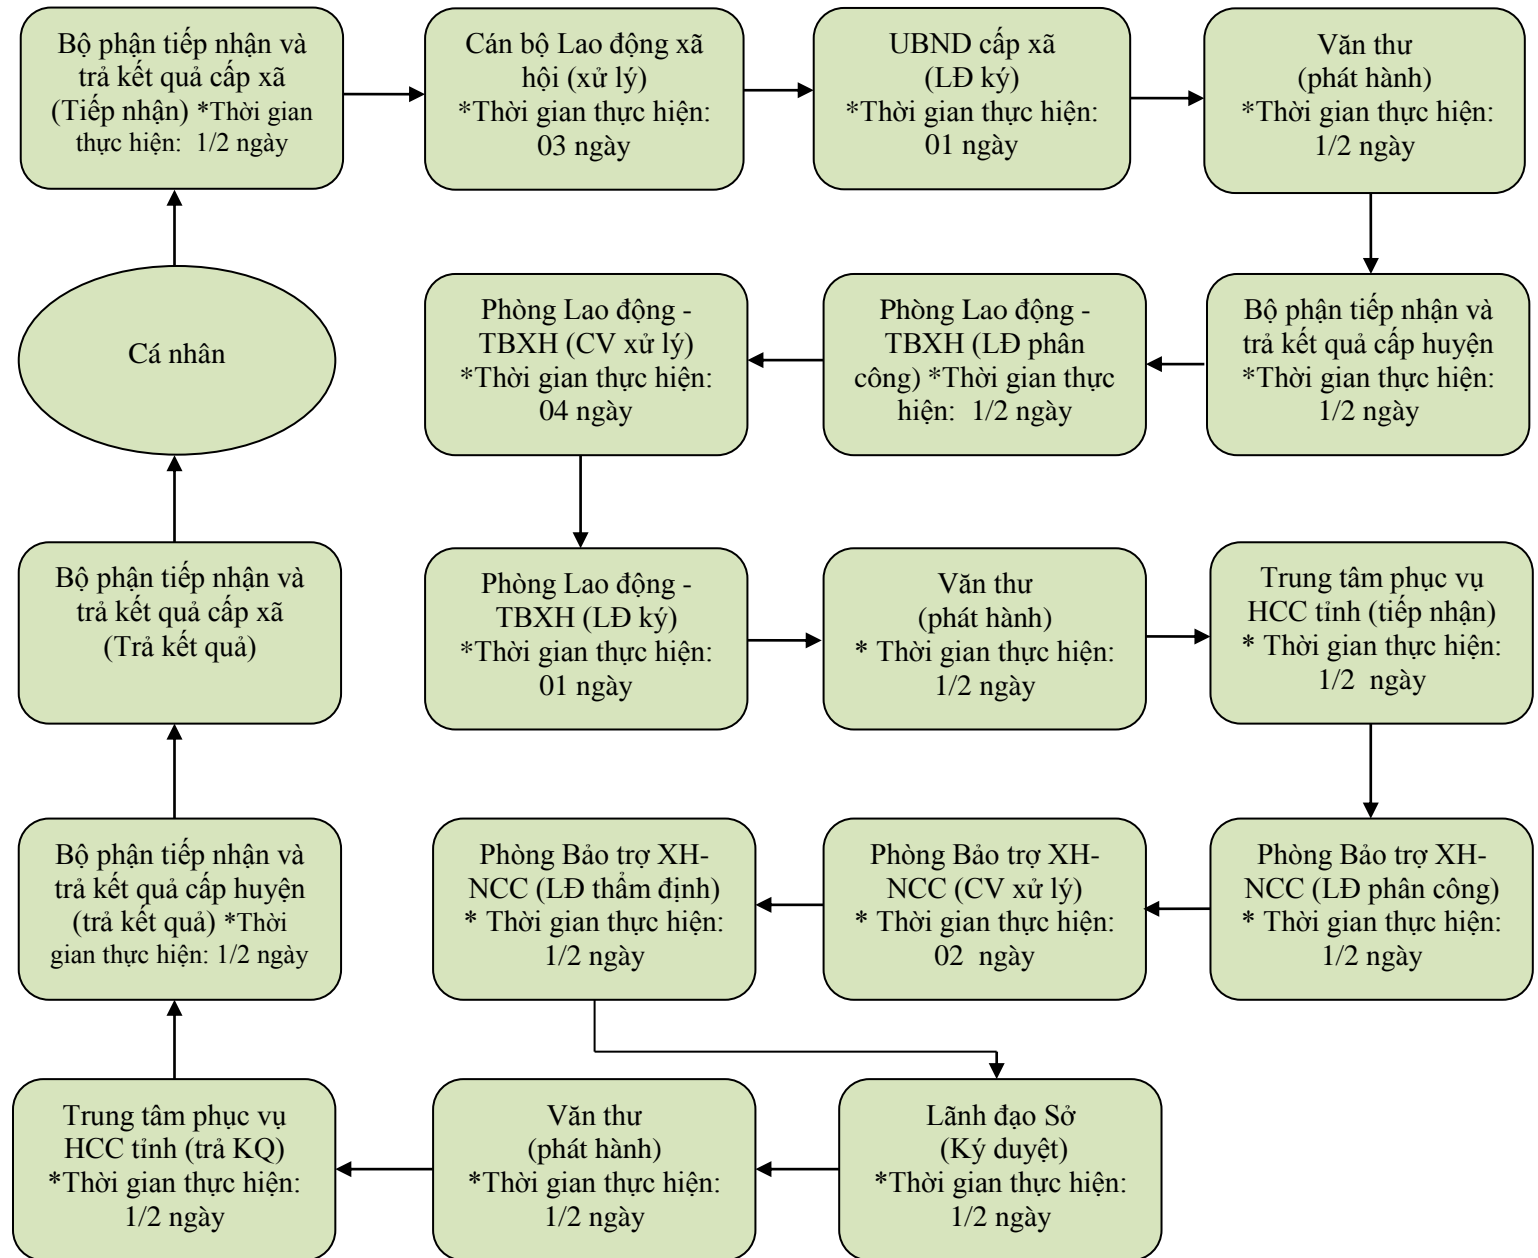 Bộ phận tiếp nhận và
trả kết quả cấp xã
(Tiếp nhận) *Thời gian
thực hiện: 1/2 ngày
Cán bộ Lao động xã
hội (xử lý)
*Thời gian thực hiện:
03 ngày
UBND cấp xã
(LĐ ký)
*Thời gian thực hiện:
01 ngày
Văn thư
(phát hành)
*Thời gian thực hiện:
1/2 ngày
Cá nhân
Phòng Lao động -
TBXH (CV xử lý)
*Thời gian thực hiện:
04 ngày
Phòng Lao động -
TBXH (LĐ phân
công) *Thời gian thực
hiện: 1/2 ngày
Bộ phận tiếp nhận và
trả kết quả cấp huyện
*Thời gian thực hiện:
1/2 ngày
Bộ phận tiếp nhận và
trả kết quả cấp xã
(Trả kết quả)
Phòng Lao động -
TBXH (LĐ ký)
*Thời gian thực hiện:
01 ngày
Văn thư
(phát hành)
* Thời gian thực hiện:
1/2 ngày
Trung tâm phục vụ
HCC tỉnh (tiếp nhận)
* Thời gian thực hiện:
1/2 ngày
Bộ phận tiếp nhận và
trả kết quả cấp huyện
(trả kết quả) *Thời
gian thực hiện: 1/2 ngày
Phòng Bảo trợ XH-
NCC (LĐ thẩm định)
* Thời gian thực hiện:
1/2 ngày
Phòng Bảo trợ XH-
NCC (CV xử lý)
* Thời gian thực hiện:
02 ngày
Phòng Bảo trợ XH-
NCC (LĐ phân công)
* Thời gian thực hiện:
1/2 ngày
Trung tâm phục vụ
HCC tỉnh (trả KQ)
*Thời gian thực hiện:
1/2 ngày
Văn thư
(phát hành)
*Thời gian thực hiện:
1/2 ngày
Lãnh đạo Sở
(Ký duyệt)
*Thời gian thực hiện:
1/2 ngày